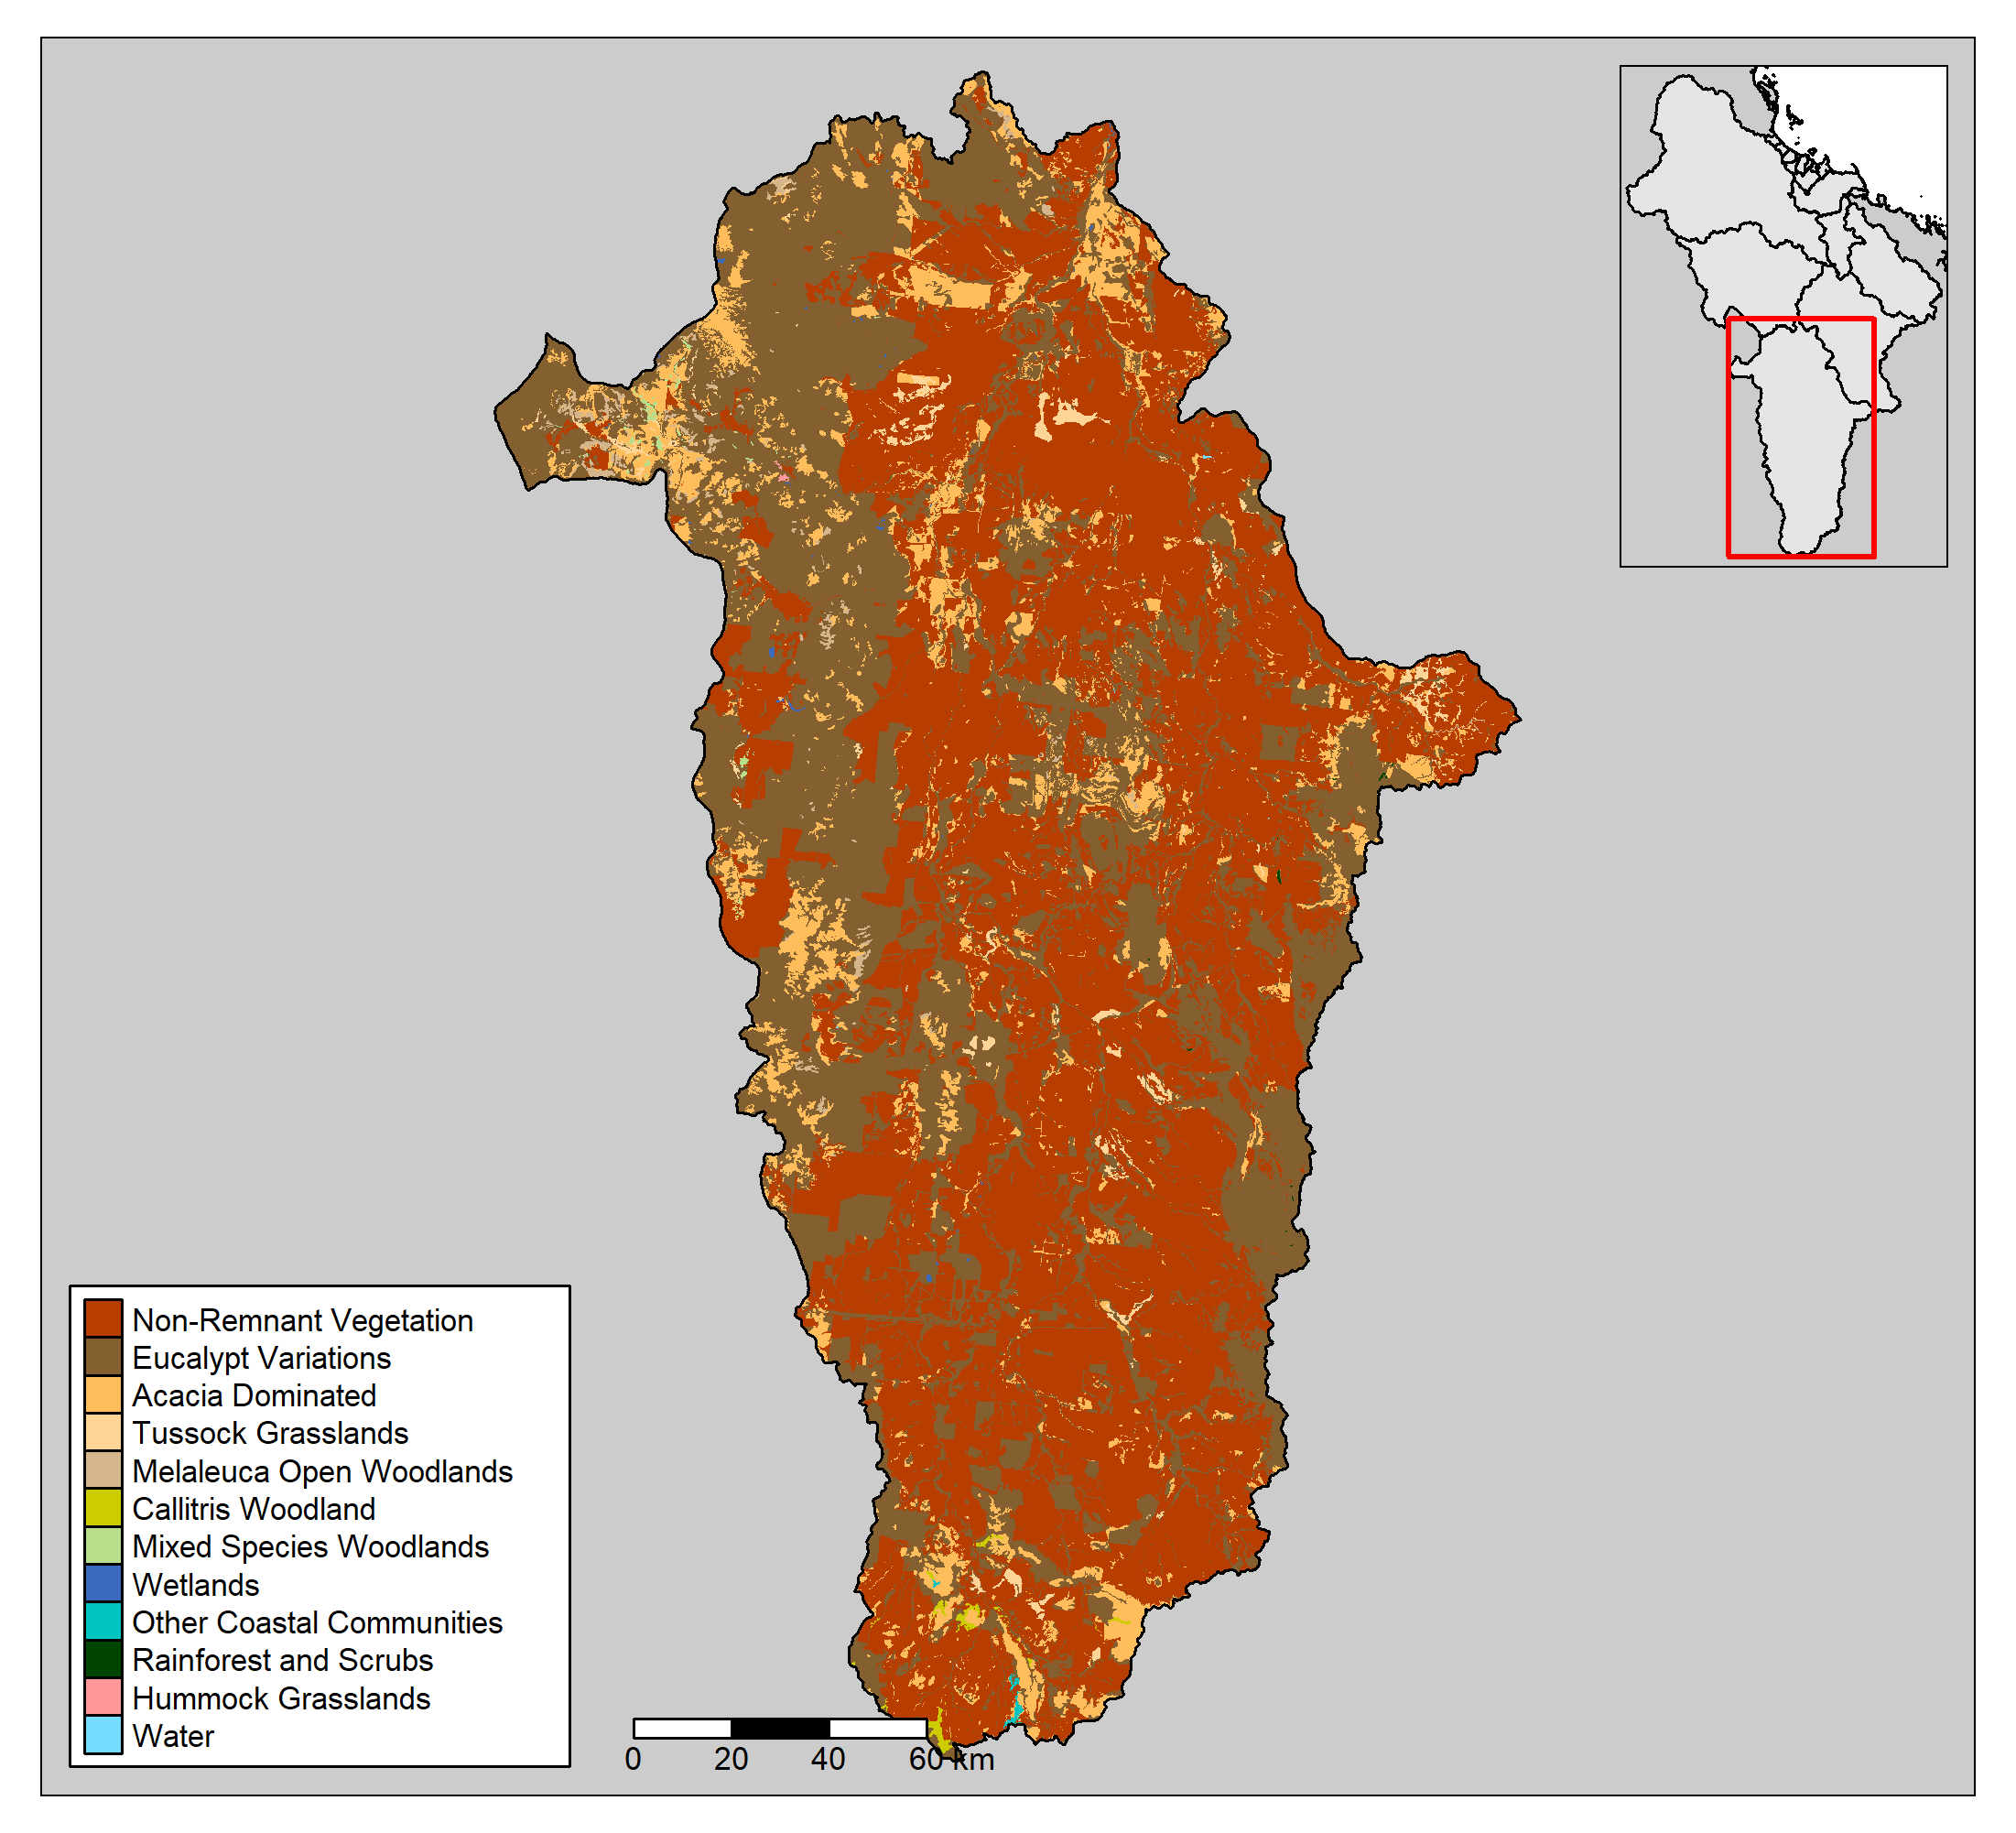 Non-Remnant Vegetation
Eucalypt Variations
Acacia Dominated
Tussock Grasslands
Melaleuca Open Woodlands
Callitris Woodland
Mixed Species Woodlands
Wetlands
Other Coastal Communities
Rainforest and Scrubs
Hummock Grasslands
Water
0 20 40 60 km